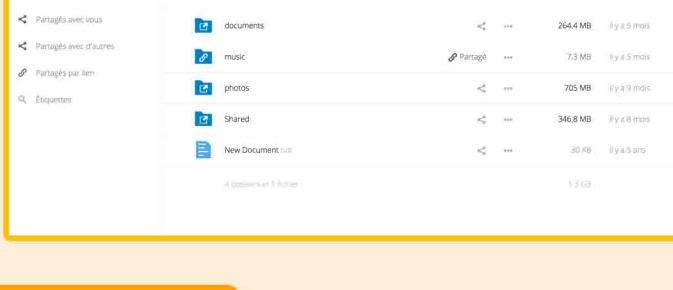 Partagés avec vous
documents 264.4 MB il y a 5 mois
Partagés avec d'autres
music Partagé 7.3 MB il y a 5 mois
Partagés par lien
photos 705 MB il y a 9 mois
Étiquettes
Shared 346.8 MB il y a 8 mois
New Document 30 KB il y a 5 ans
4 dossiers et 1 fichier 1.3 GB